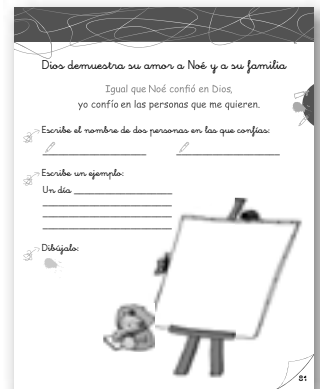 Dios demuestra su amor a Noé y a su familia
Igual que Noé confió en Dios,
yo confío en las personas que me quieren.
Escribe el nombre de dos personas en las que confías:
Escribe un ejemplo:
Un día
Dibújalo:
81